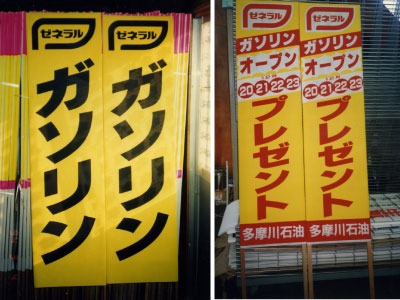 ゼネラル
ガソリン
ゼネラル
ガソリン
ゼネラル
ガソリン
オープン
20 21 22 23
プレゼント
多摩川石油
ゼネラル
ガソリン
オープン
20 21 22 23
プレゼント
多摩川石油